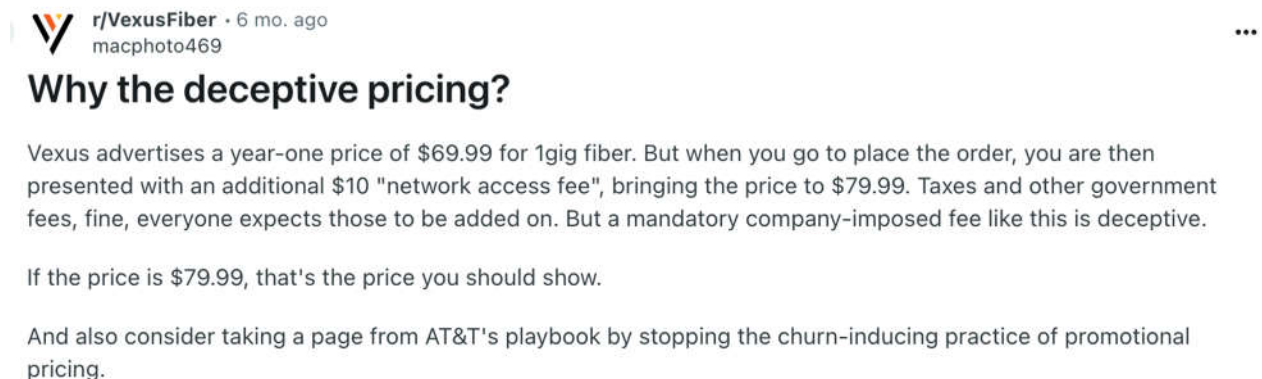 r/VexusFiber • 6 mo. ago
macphoto469
Why the deceptive pricing?
Vexus advertises a year-one price of $69.99 for 1gig fiber. But when you go to place the order, you are then
presented with an additional $10 "network access fee", bringing the price to $79.99. Taxes and other government
fees, fine, everyone expects those to be added on. But a mandatory company-imposed fee like this is deceptive.
If the price is $79.99, that's the price you should show.
And also consider taking a page from AT&T's playbook by stopping the churn-inducing practice of promotional
pricing.